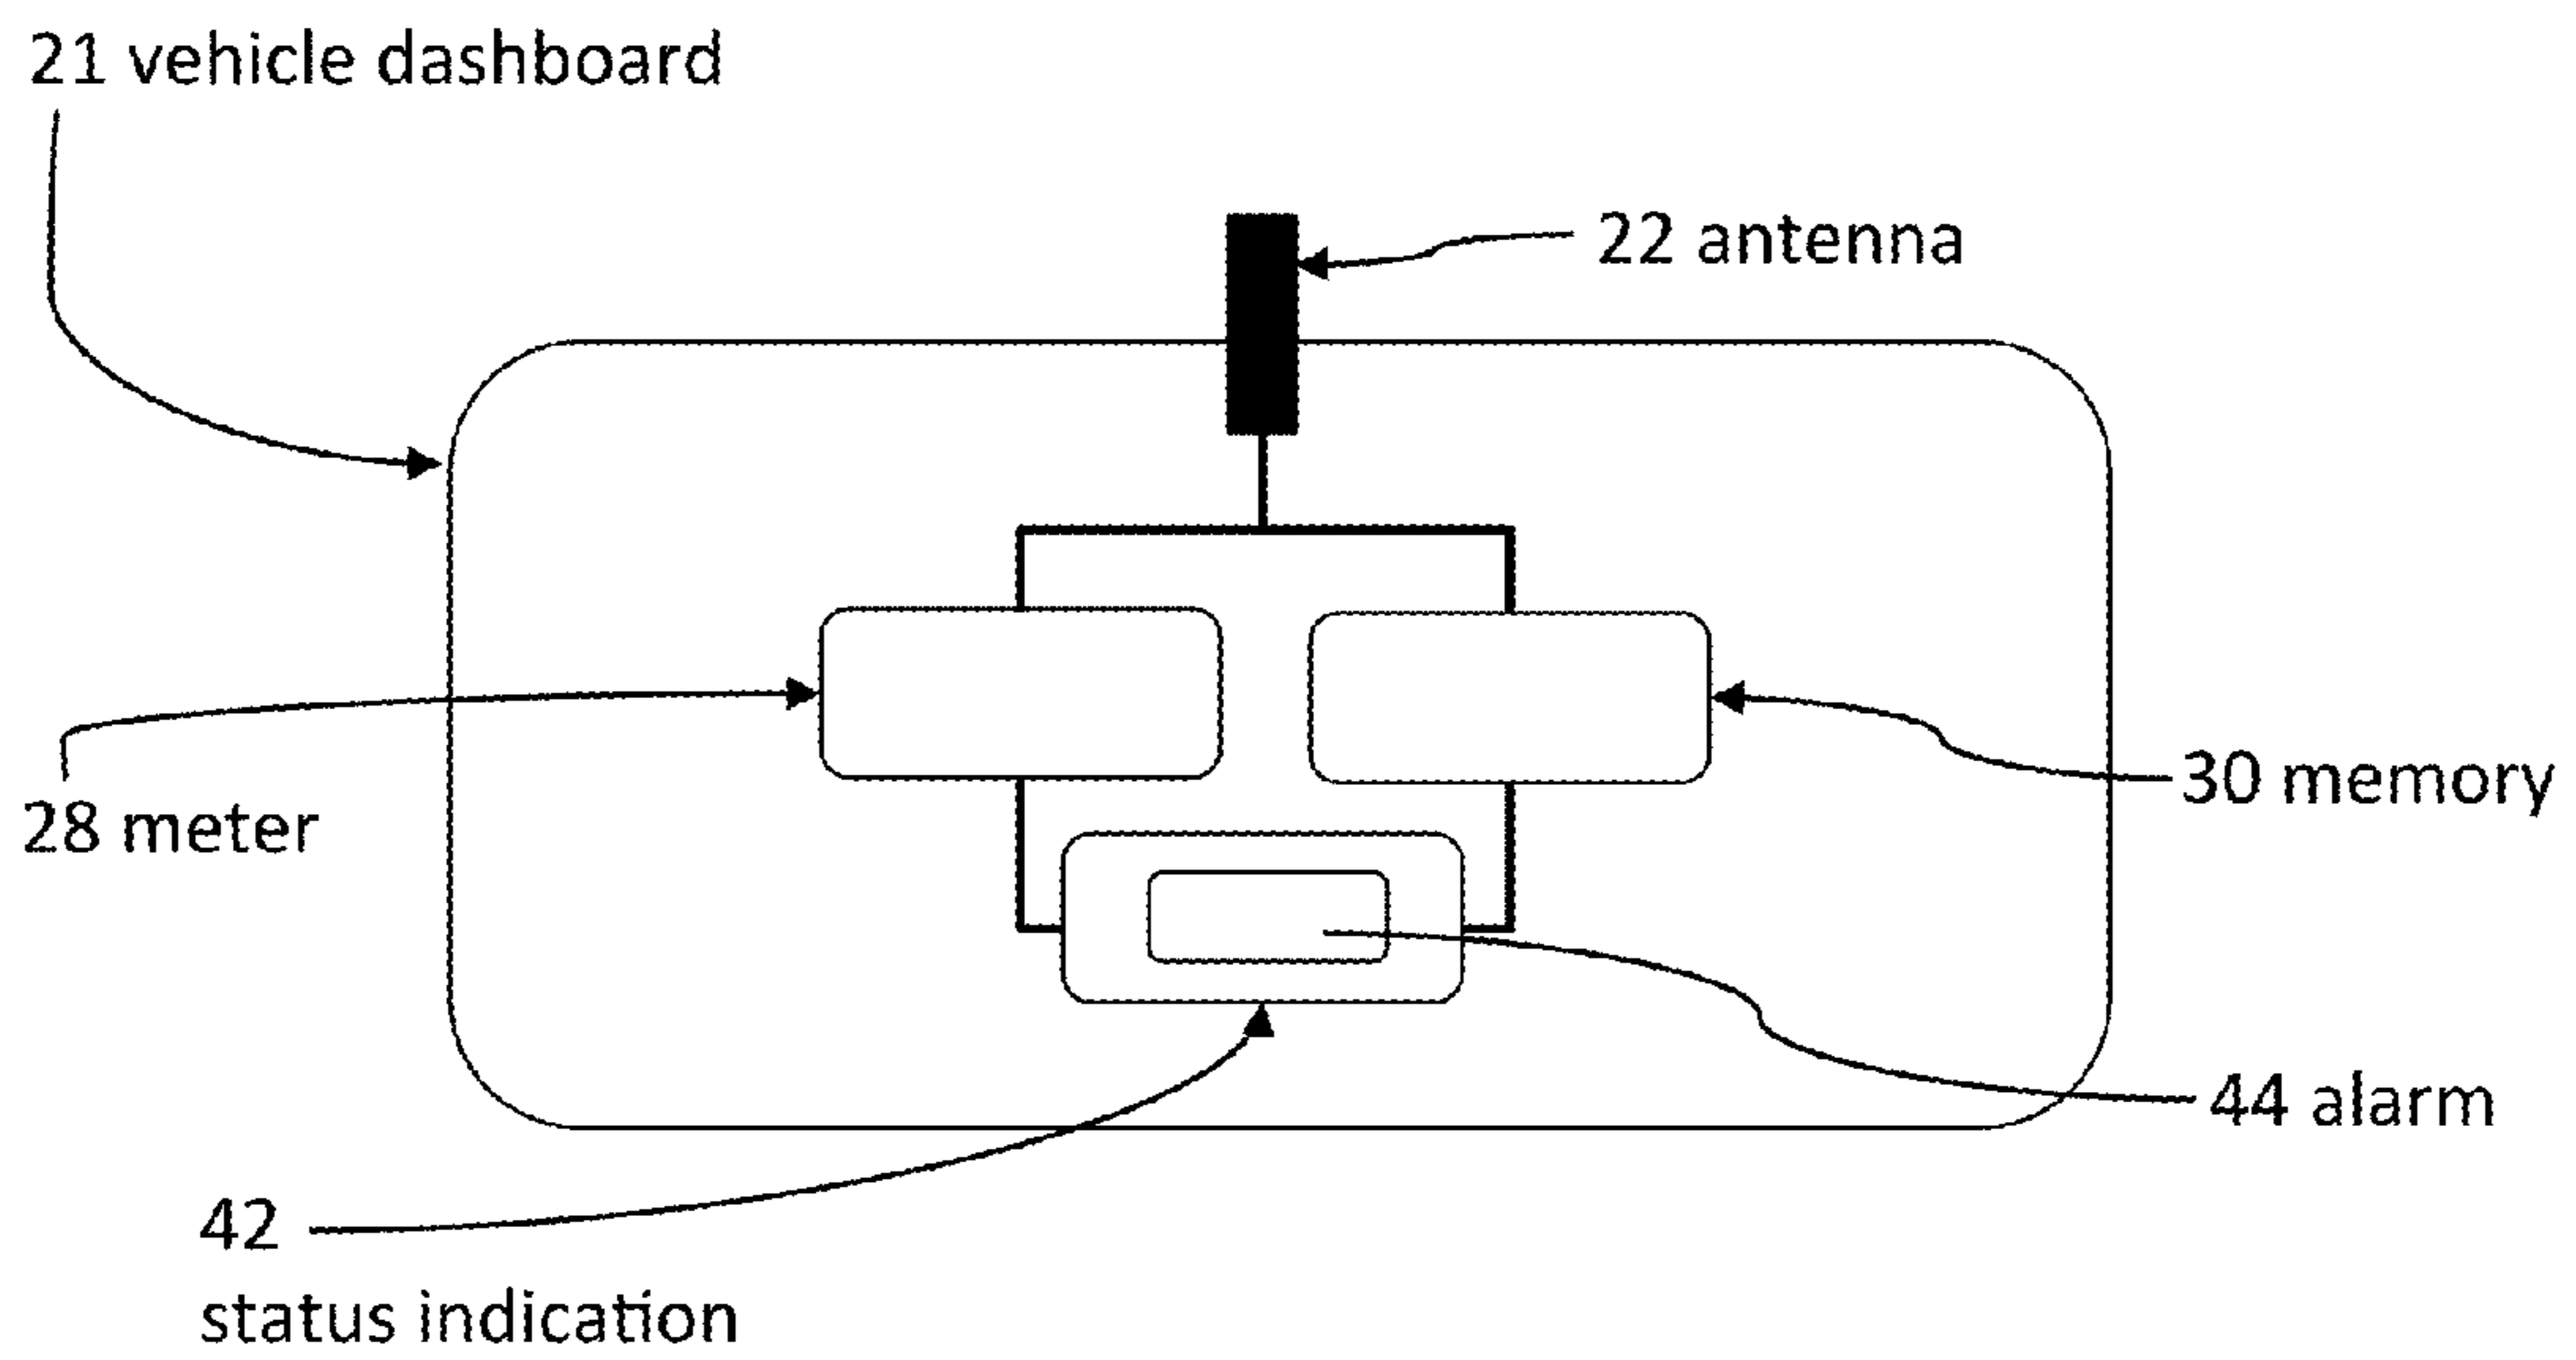 21 vehicle dashboard
22 antenna
28 meter
30 memory
44 alarm
42
status indication